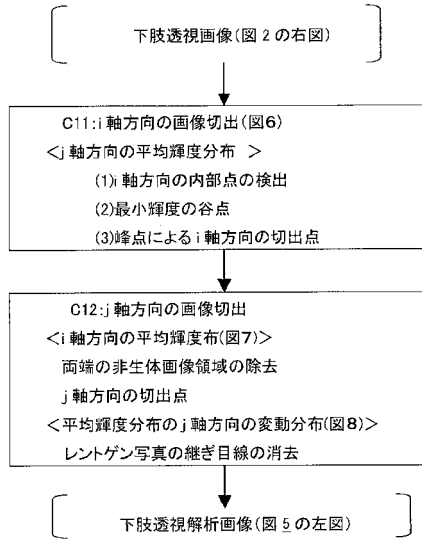 下肢透視画像(図2の右図)
C11:i軸方向の画像切出(図6)
<j軸方向の平均輝度分布 >
(1)i軸方向の内部点の検出
(2)最小輝度の谷点
(3)峰点によるi軸方向の切出点
C12:j軸方向の画像切出
<i軸方向の平均輝度布(図7)>
両端の非生体画像領域の除去
j軸方向の切出点
<平均輝度分布のj軸方向の変動分布(図8)>
レントゲン写真の継ぎ目線の消去
下肢透視解析画像(図5の左図)